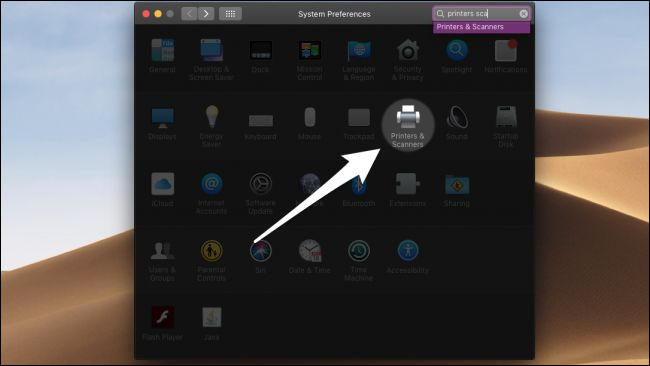 System Preferences
printers sca
Printers & Scanners
General
Desktop &
Screen Saver
Dock
Mission
Control
Language
& Region
Security
& Privacy
Spotlight
Notifications
Displays
Energy
Saver
Keyboard
Mouse
Trackpad
Printers &
Scanners
Sound
Startup
Disk
iCloud
Internet
Accounts
Software
Update
Bluetooth
Extensions
Sharing
Users &
Groups
Parental
Controls
Siri
Date & Time
Time
Machine
Accessibility
Flash Player
Java